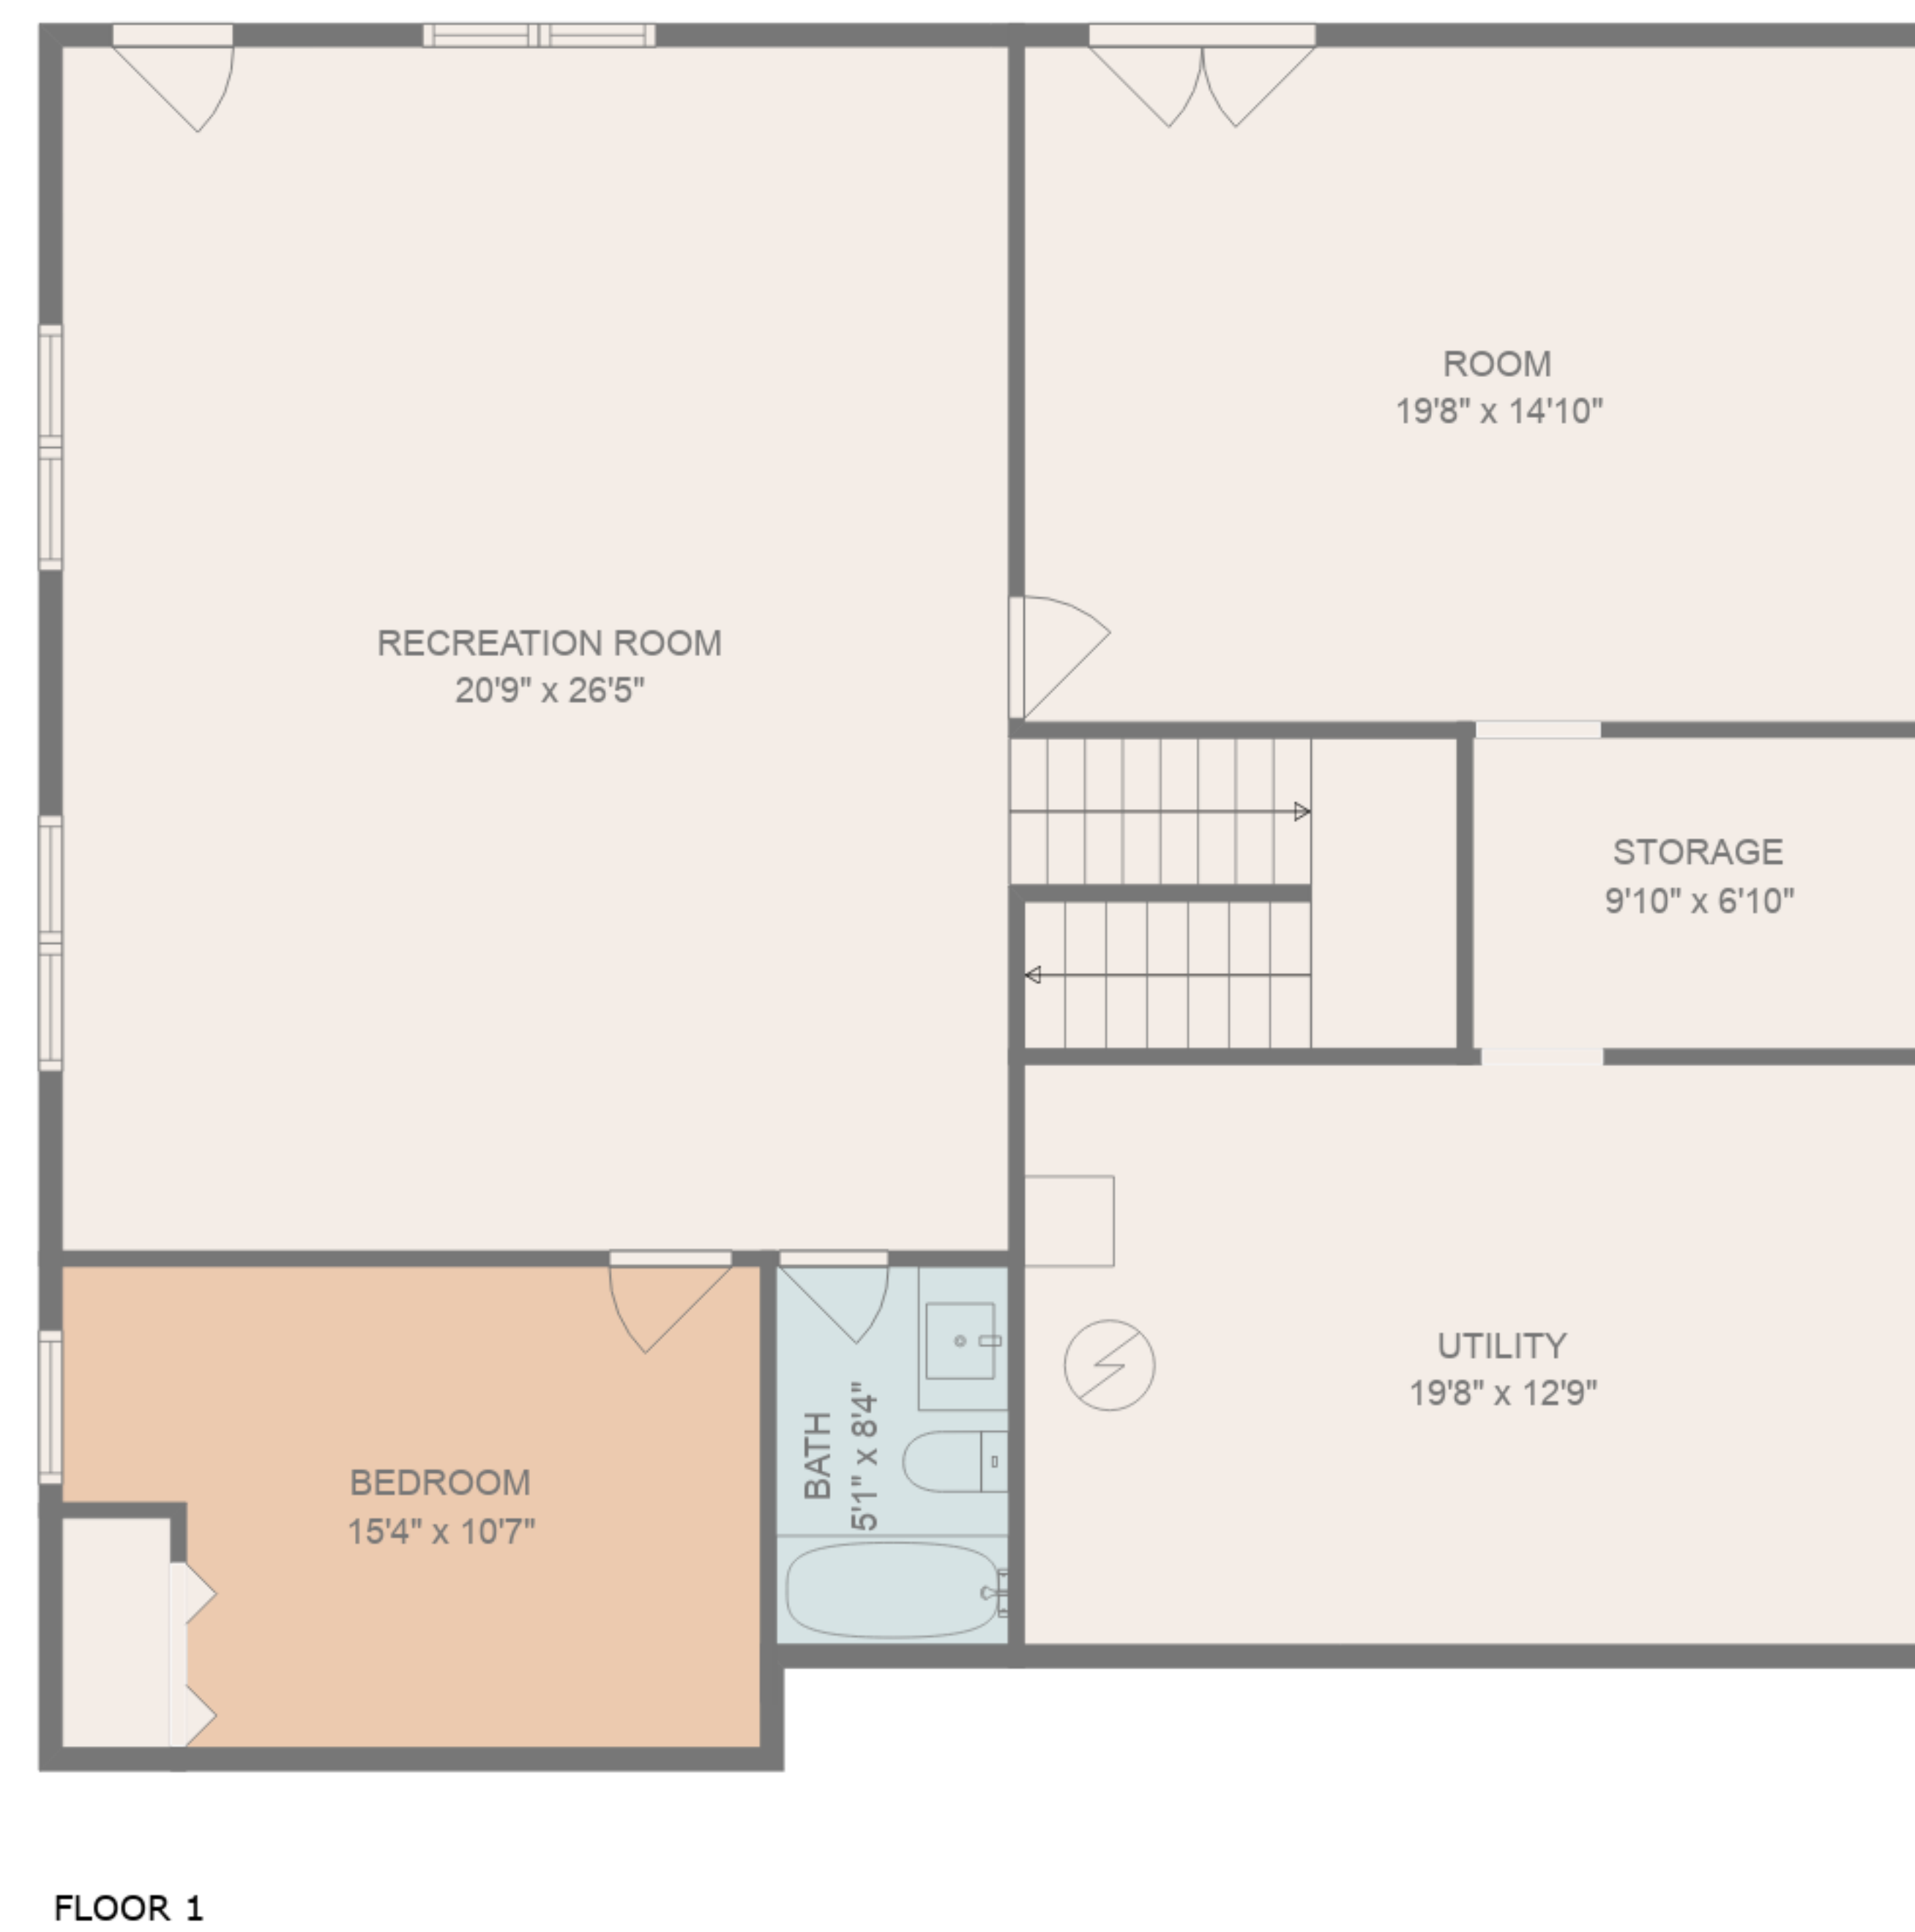 ROOM
19'8" x 14'10"
RECREATION ROOM
20'9" x 26'5"
STORAGE
9'10" x 6'10"
UTILITY
19'8" x 12'9"
BEDROOM
15'4" x 10'7"
BATH
5'1" x 8'4"
FLOOR 1